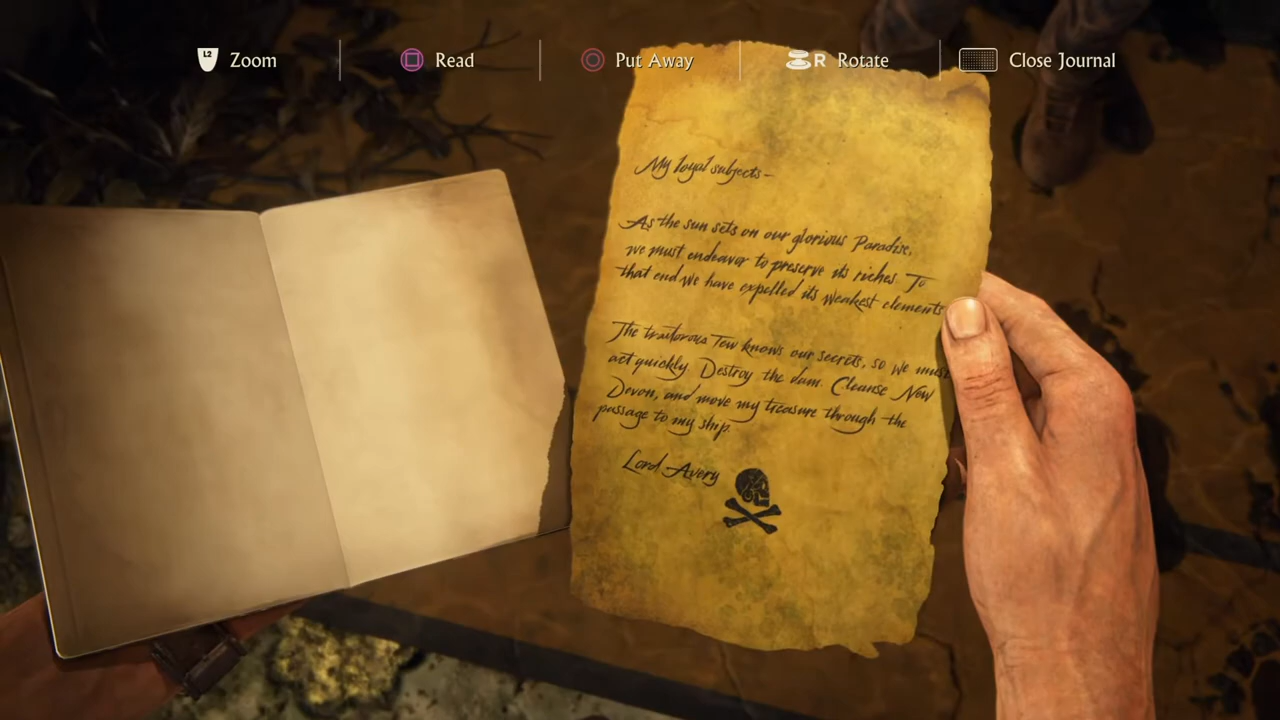 L2 Zoom
Read
Put Away
R Rotate
Close Journal
My loyal subjects-
As the sun sets on our glorious Paradise,
we must endeavor to preserve its riches. To
that end we have expelled its weakest elements
The traitorous Tew knows our secrets, so we must
act quickly. Destroy the dam. Cleanse New
Devon, and move my treasure through the
passage to my ship.
Lord Avery